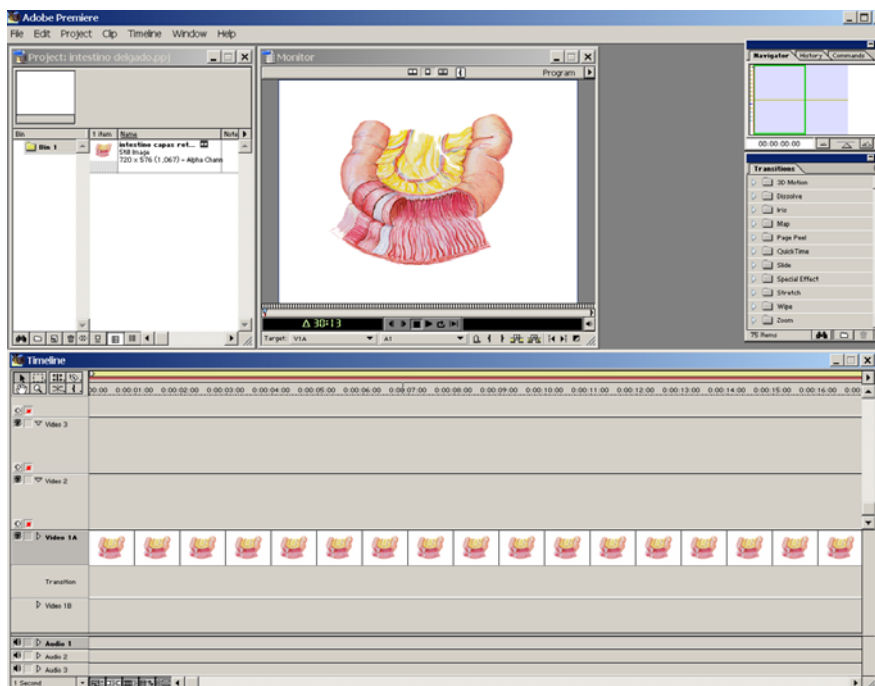 Adobe Premiere
File Edit Project Clip Timeline Window Help
Project: intestino delgado.ppj
Bin 1 item Name Note
Bin 1
intestino capas ret...
Still Image
720 x 576 (1,067) - Alpha Chann
Monitor
Program
Δ 30:13
Target: V1A A1
Navigator History Commands
00:00:00:00
Transitions
3D Motion
Dissolve
Iris
Map
Page Peel
QuickTime
Slide
Special Effect
Stretch
Wipe
Zoom
75 Items
Timeline
00:00 0:00:01:00 0:00:02:00 0:00:03:00 0:00:04:00 0:00:05:00 0:00:06:00 0:00:07:00 0:00:08:00 0:00:09:00 0:00:10:00 0:00:11:00 0:00:12:00 0:00:13:00 0:00:14:00 0:00:15:00 0:00:16:00 0:00
Video 3
Video 2
Video 1A
Transition
Video 1B
Audio 1
Audio 2
Audio 3
1 Second